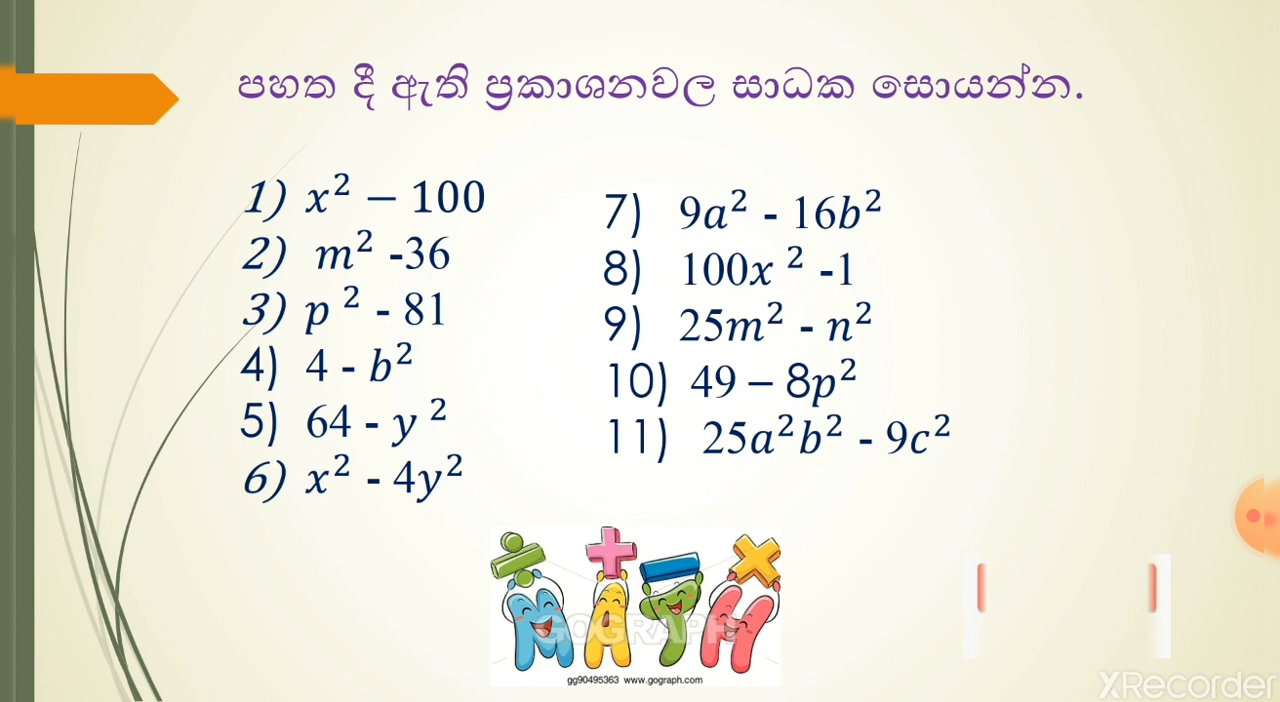 පහත දී ඇති ප්‍රකාශනවල සාධක සොයන්න.
1) x² – 100
2) m² -36
3) p ² - 81
4) 4 - b²
5) 64 - y ²
6) x² - 4y²
7) 9a² - 16b²
8) 100x ² -1
9) 25m² - n²
10) 49 – 8p²
11) 25a²b² - 9c²
MATH
GOGRAPH
gg90495363 www.gograph.com
XRecorder